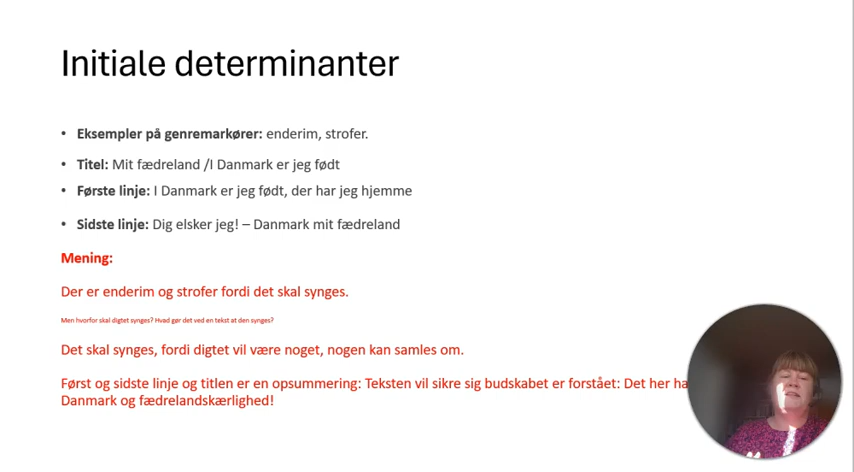 Initiale determinanter
• Eksempler på genremarkører: enderim, strofer.
• Titel: Mit fædreland /I Danmark er jeg født
• Første linje: I Danmark er jeg født, der har jeg hjemme
• Sidste linje: Dig elsker jeg! – Danmark mit fædreland
Mening:
Der er enderim og strofer fordi det skal synges.
Men hvorfor skal digtet synges? Hvad gør det ved en tekst at den synges?
Det skal synges, fordi digtet vil være noget, nogen kan samles om.
Først og sidste linje og titlen er en opsummering: Teksten vil sikre sig budskabet er forstået: Det her
Danmark og fædrelandskærlighed!